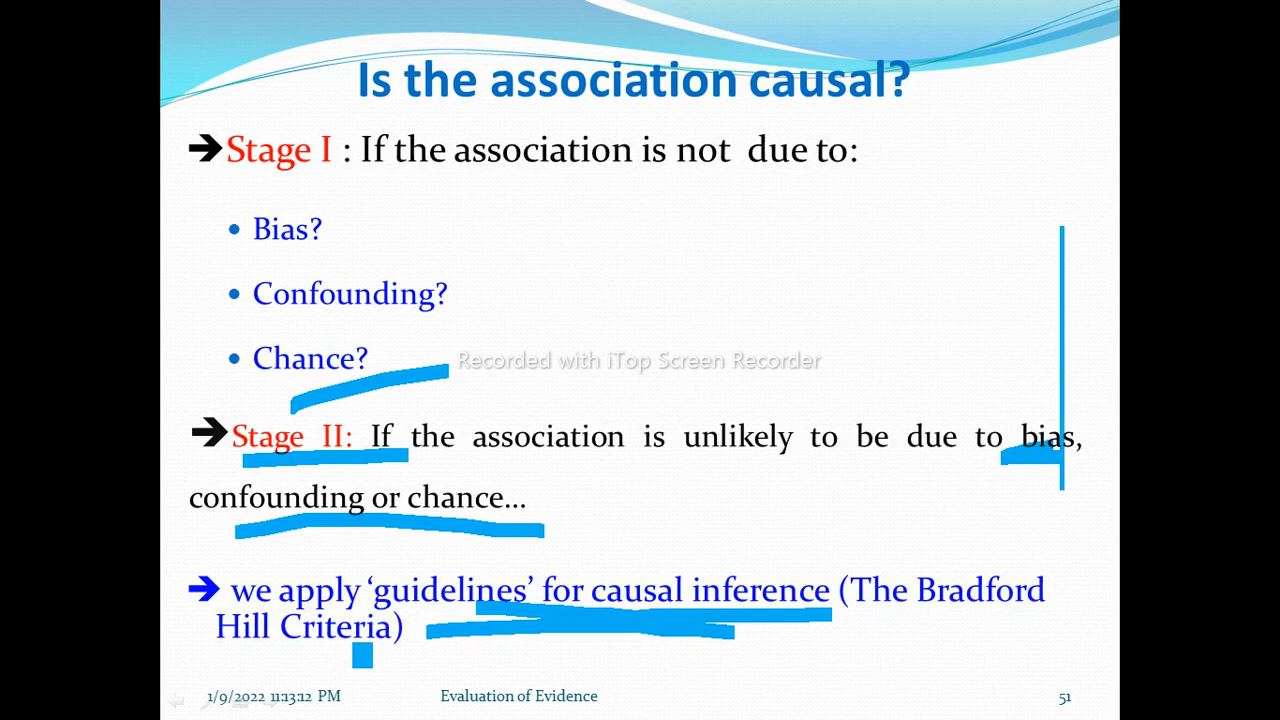 Is the association causal?
Stage I : If the association is not due to:
Bias?
Confounding?
Chance?
Recorded with iTop Screen Recorder
Stage II: If the association is unlikely to be due to bias,
confounding or chance...
we apply ‘guidelines’ for causal inference (The Bradford
Hill Criteria)
1/9/2022 11:13:12 PM Evaluation of Evidence 51